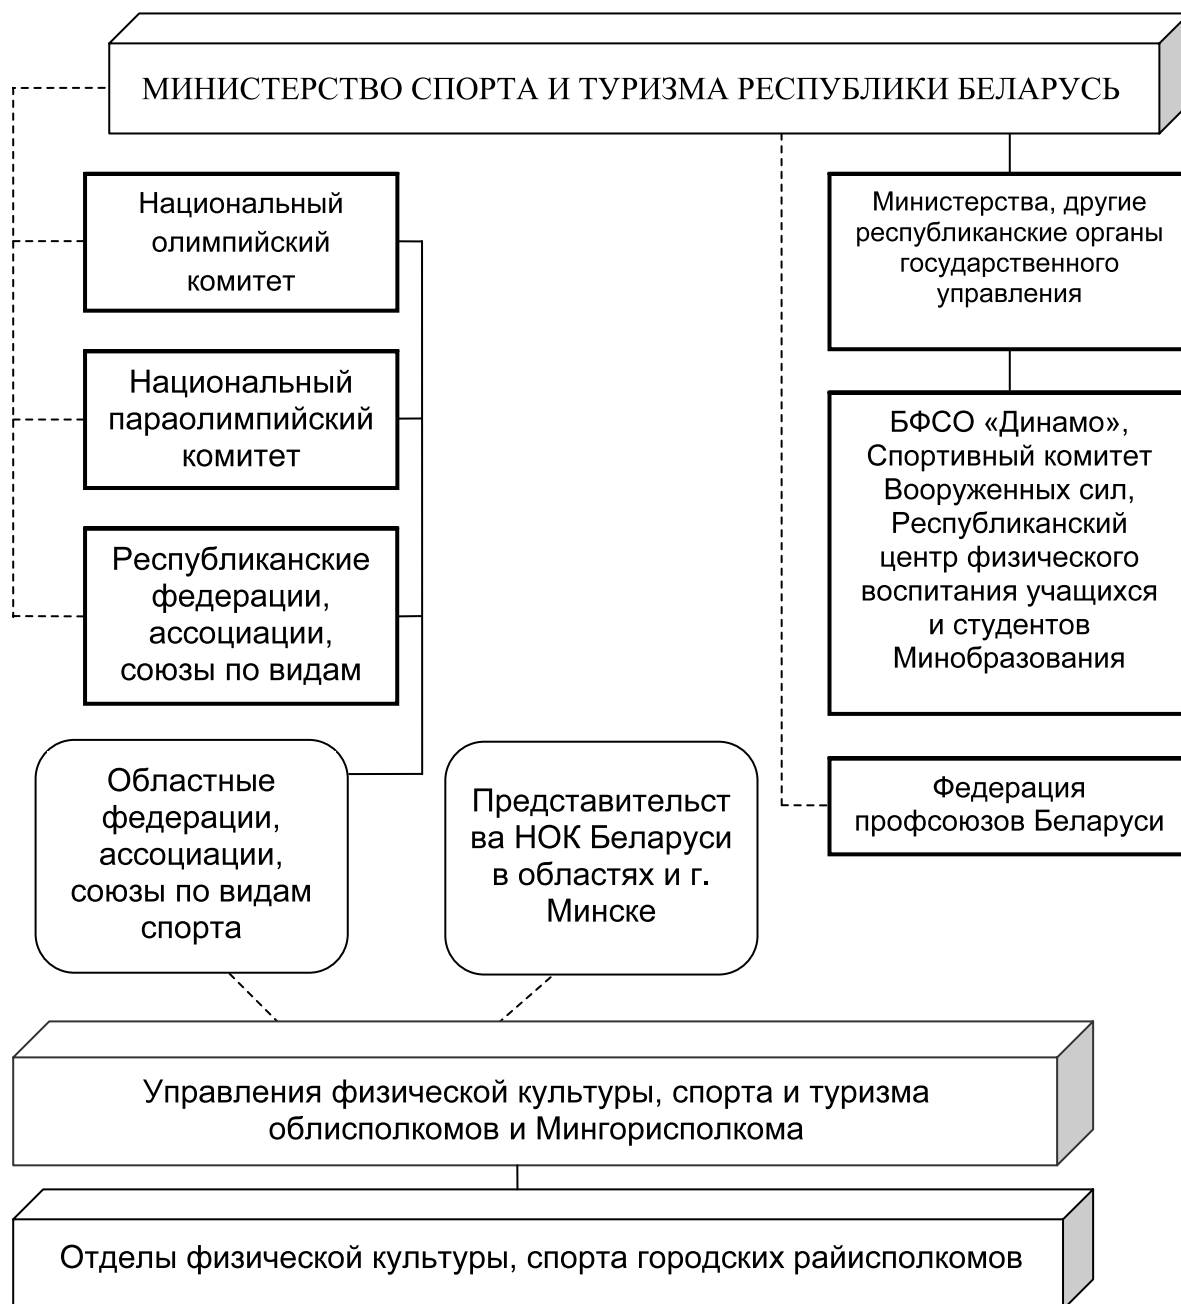 МИНИСТЕРСТВО СПОРТА И ТУРИЗМА РЕСПУБЛИКИ БЕЛАРУСЬ
Национальный
олимпийский
комитет
Национальный
параолимпийский
комитет
Республиканские
федерации,
ассоциации,
союзы по видам
Министерства, другие
республиканские органы
государственного
управления
БФСО «Динамо»,
Спортивный комитет
Вооруженных сил,
Республиканский
центр физического
воспитания учащихся
и студентов
Минобразования
Федерация
профсоюзов Беларуси
Областные
федерации,
ассоциации,
союзы по видам
спорта
Представительст
ва НОК Беларуси
в областях и г.
Минске
Управления физической культуры, спорта и туризма
облисполкомов и Мингорисполкома
Отделы физической культуры, спорта городских райисполкомов